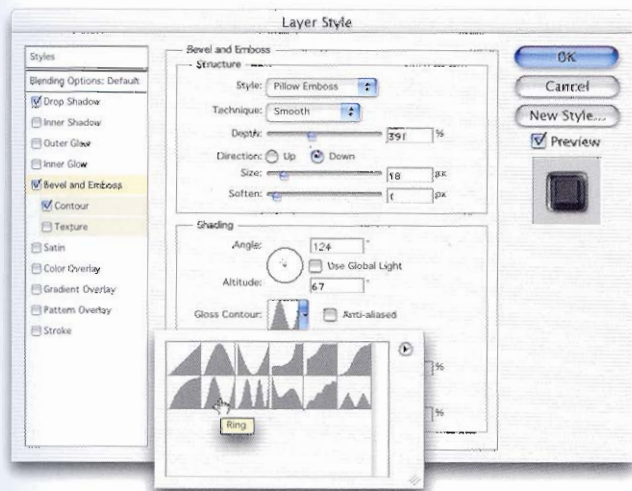 Layer Style
Styles
Blending Options: Default
Drop Shadow
Inner Shadow
Outer Glow
Inner Glow
Bevel and Emboss
Contour
Texture
Satin
Color Overlay
Gradient Overlay
Pattern Overlay
Stroke
Bevel and Emboss
Structure
Style: Pillow Emboss
Technique: Smooth
Depth: 391 %
Direction: Up Down
Size: 18 px
Soften: 1 px
Shading
Angle: 124 °
Use Global Light
Altitude: 67 °
Gloss Contour: Anti-aliased
%
%
Ring
OK
Cancel
New Style...
Preview